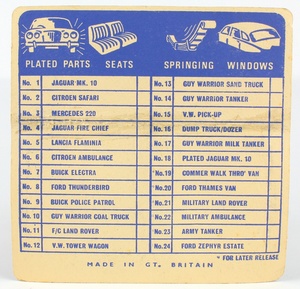 PLATED PARTS SEATS SPRINGING WINDOWS
No. 1 JAGUAR MK. 10
No. 2 CITROEN SAFARI
No. 3 MERCEDES 220
No. 4 JAGUAR FIRE CHIEF
No. 5 LANCIA FLAMINIA
No. 6 CITROEN AMBULANCE
No. 7 BUICK ELECTRA
No. 8 FORD THUNDERBIRD
No. 9 BUICK POLICE PATROL
No. 10 GUY WARRIOR COAL TRUCK
No. 11 F/C LAND ROVER
No. 12 V.W. TOWER WAGON
No. 13 GUY WARRIOR SAND TRUCK
No. 14 GUY WARRIOR TANKER
No. 15 V.W. PICK-UP
No. 16 DUMP TRUCK/DOZER
No. 17 GUY WARRIOR MILK TANKER
No. 18 PLATED JAGUAR MK. 10
No. 19 COMMER WALK THRO' VAN
No. 20 FORD THAMES VAN
No. 21 MILITARY LAND ROVER
No. 22 MILITARY AMBULANCE
No. 23 ARMY TANKER
No. 24 FORD ZEPHYR ESTATE
* FOR LATER RELEASE
MADE IN GT. BRITAIN